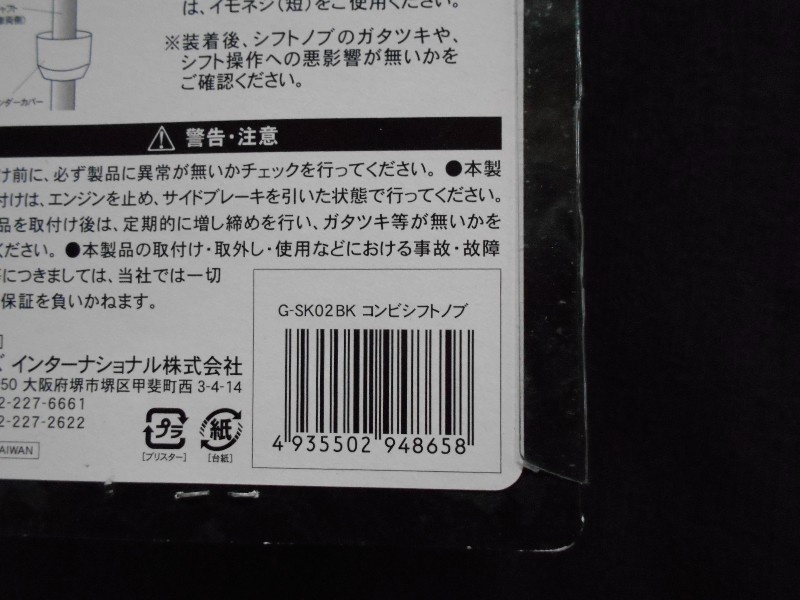 は、イモネジ(短)をご使用ください。
※装着後、シフトノブのガタツキや、
シフト操作への悪影響が無いかを
ご確認ください。
ンダーカバー
警告・注意
け前に、必ず製品に異常が無いかチェックを行ってください。●本製
付けは、エンジンを止め、サイドブレーキを引いた状態で行ってください。
品を取付け後は、定期的に増し締めを行い、ガタツキ等が無いかを
ください。●本製品の取付け・取外し・使用などにおける事故・故障
等につきましては、当社では一切
保証を負いかねます。
インターナショナル株式会社
50 大阪府堺市堺区甲斐町西 3-4-14
2-227-6661
2-227-2622
AIWAN
プラ
[ブリスター]
紙
[台紙]
G-SK02BK コンビシフトノブ
4 935502 948658